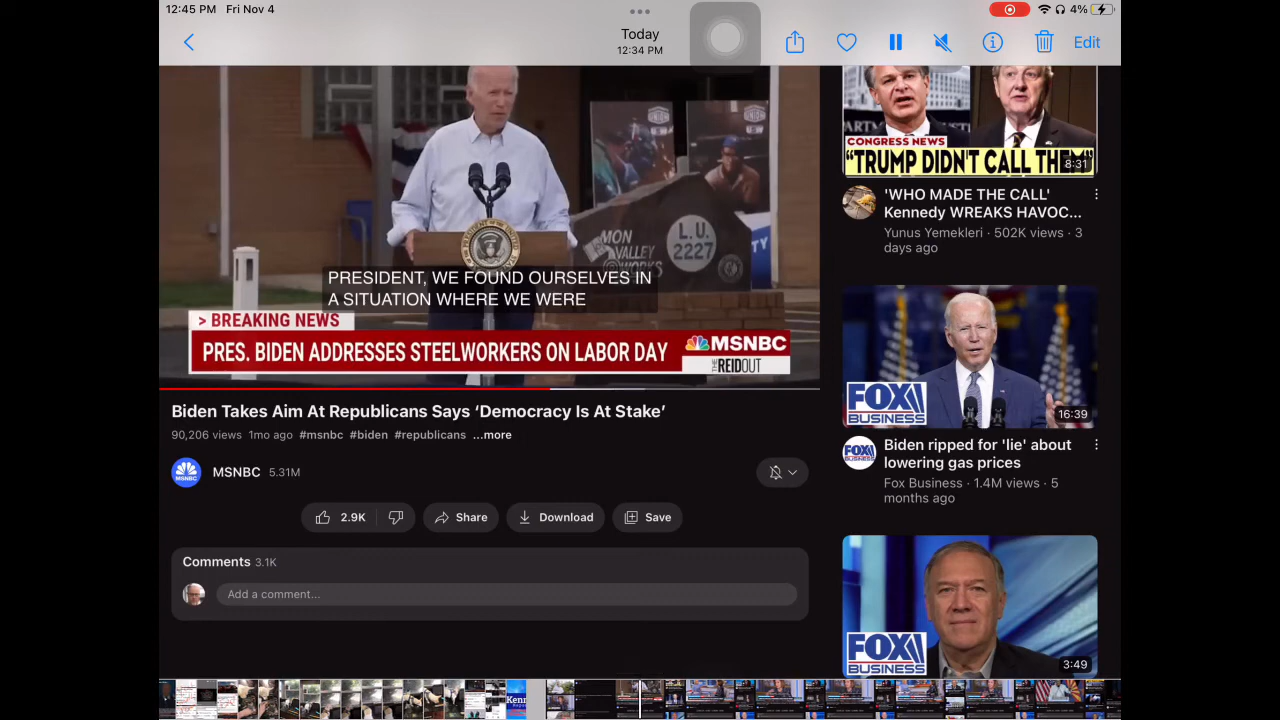 12:45 PM Fri Nov 4
4%
Today
12:34 PM
Edit
MON
VALLEY
@WORKS
L.U.
2227
TY
PRESIDENT, WE FOUND OURSELVES IN
A SITUATION WHERE WE WERE
> BREAKING NEWS
PRES. BIDEN ADDRESSES STEELWORKERS ON LABOR DAY
MSNBC
THE REIDOUT
Biden Takes Aim At Republicans Says ‘Democracy Is At Stake’
90,206 views 1mo ago #msnbc #biden #republicans ...more
MSNBC
MSNBC 5.31M
2.9K
Share
Download
Save
Comments 3.1K
Add a comment...
CONGRESS NEWS
“TRUMP DIDN'T CALL THEM”
8:31
'WHO MADE THE CALL'
Kennedy WREAKS HAVOC...
Yunus Yemekleri · 502K views · 3
days ago
FOX
BUSINESS
16:39
FOX
BUSINESS
Biden ripped for 'lie' about
lowering gas prices
Fox Business · 1.4M views · 5
months ago
FOX
BUSINESS
3:49